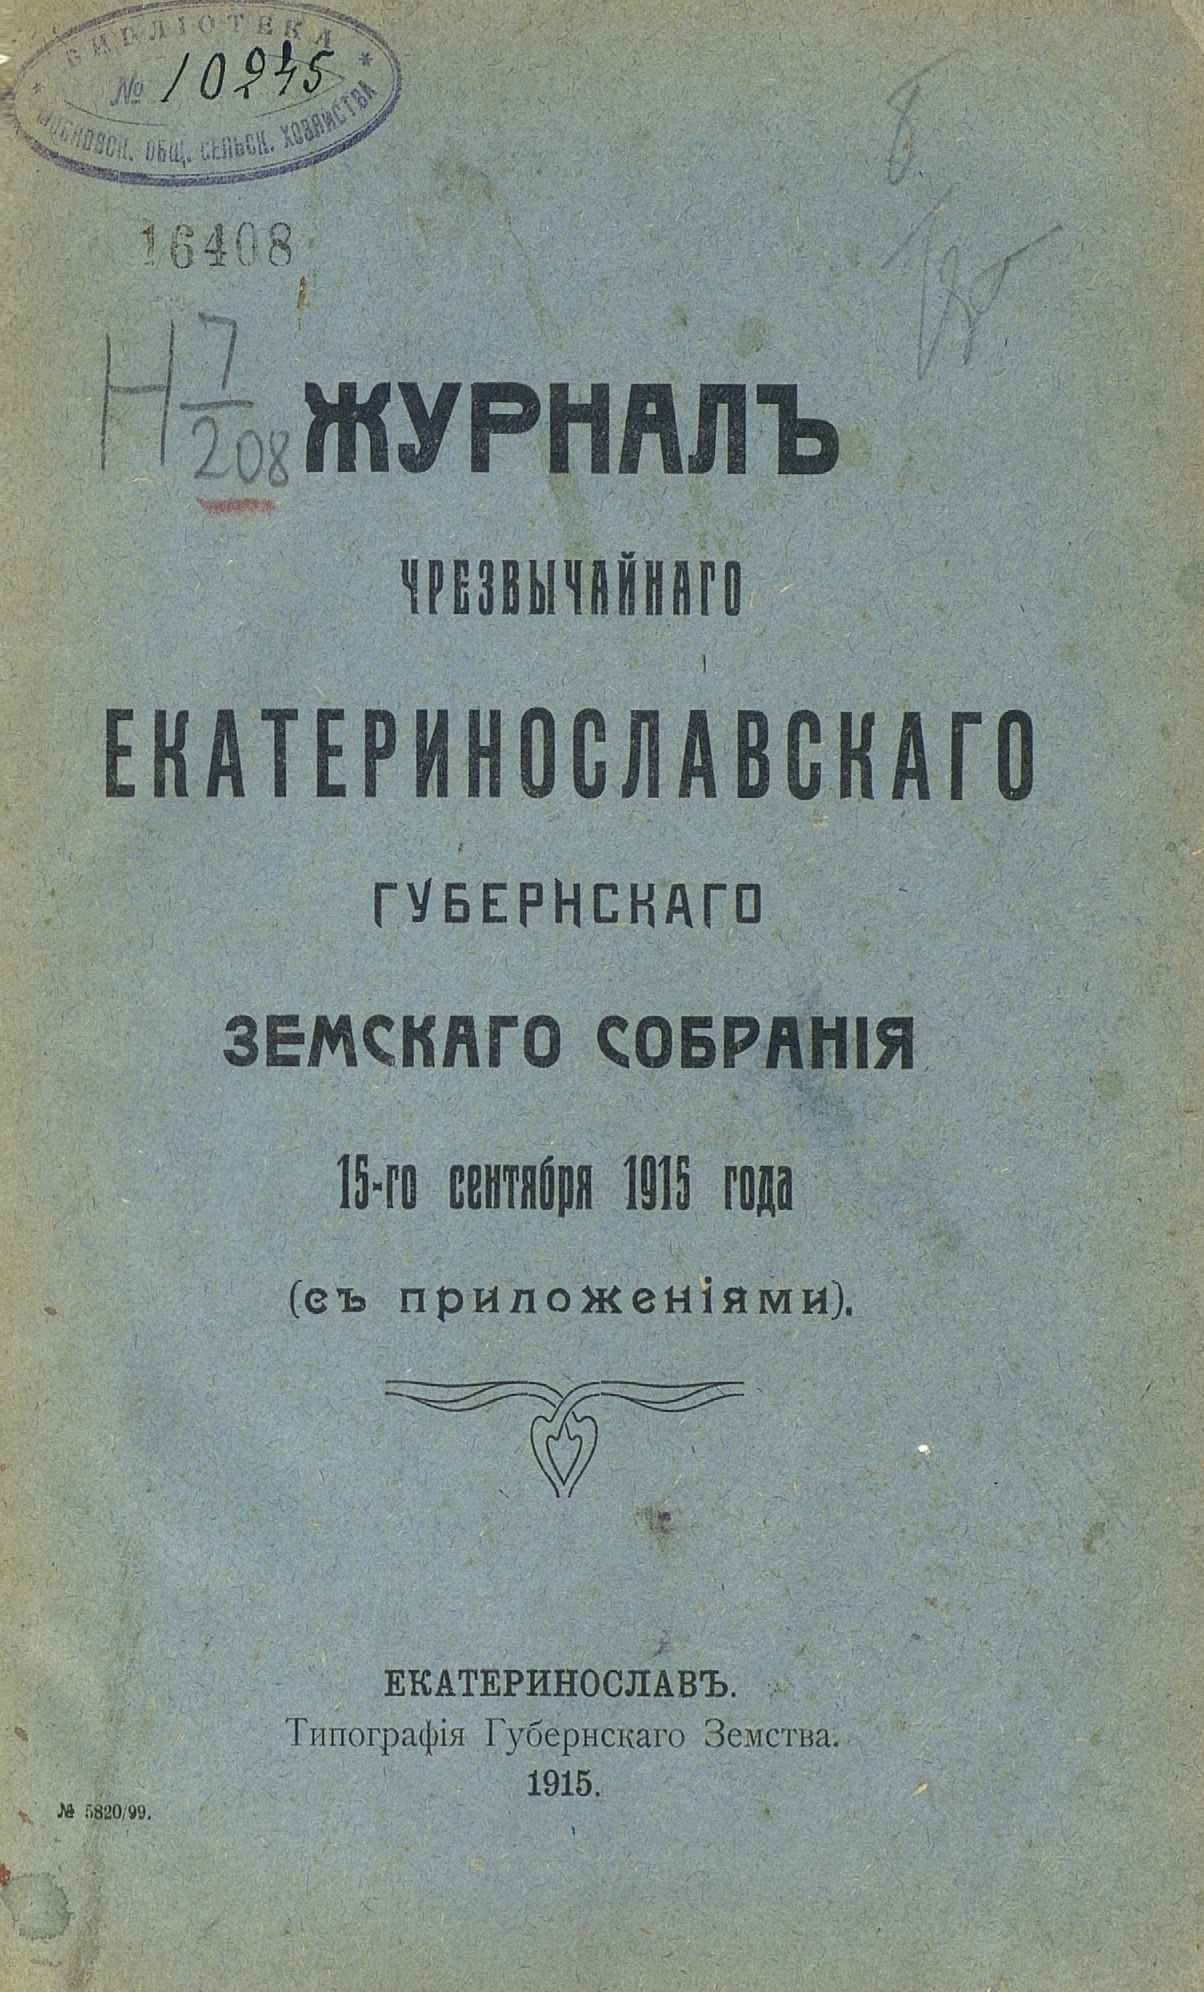 БИБЛІОТЕКА
№ 10245
МОСКОВСК. ОБЩ. СЕЛЬСК. ХОЗЯЙСТВА
16408
Н 7/208
ЖУРНАЛЪ
ЧРЕЗВЫЧАЙНАГО
ЕКАТЕРИНОСЛАВСКАГО
ГУБЕРНСКАГО
ЗЕМСКАГО СОБРАНІЯ
15-го сентября 1915 года
(съ приложеніями).
ЕКАТЕРИНОСЛАВЪ.
Типографія Губернскаго Земства.
1915.
№ 5820/99.